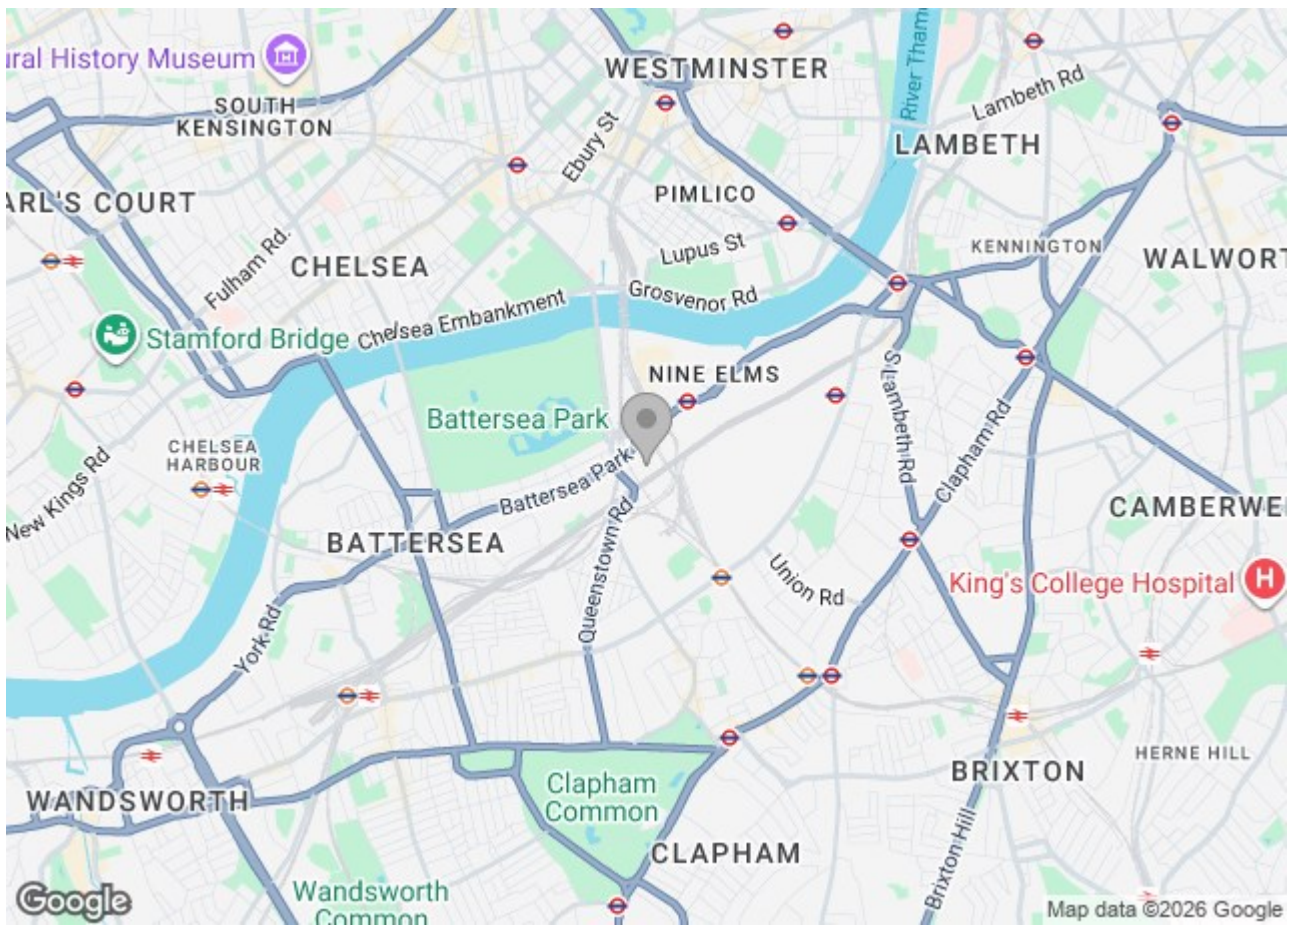 WESTMINSTER
ural History Museum
SOUTH
KENSINGTON
Ebury St
River Tham
Lambeth Rd
LAMBETH
ARL'S COURT
PIMLICO
Fulham Rd.
CHELSEA
Lupus St
KENNINGTON
WALWORT
Grosvenor Rd
Chelsea Embankment
Stamford Bridge
NINE ELMS
S Lambeth Rd
Battersea Park
Clapham Rd
CHELSEA
HARBOUR
New Kings Rd
Battersea Park
CAMBERWE
BATTERSEA
Queenstown Rd
Union Rd
King's College Hospital
H
York Rd
HERNE HILL
BRIXTON
Clapham
Common
WANDSWORTH
CLAPHAM
Brixton Hill
Wandsworth
Common
Google
Map data ©2026 Google